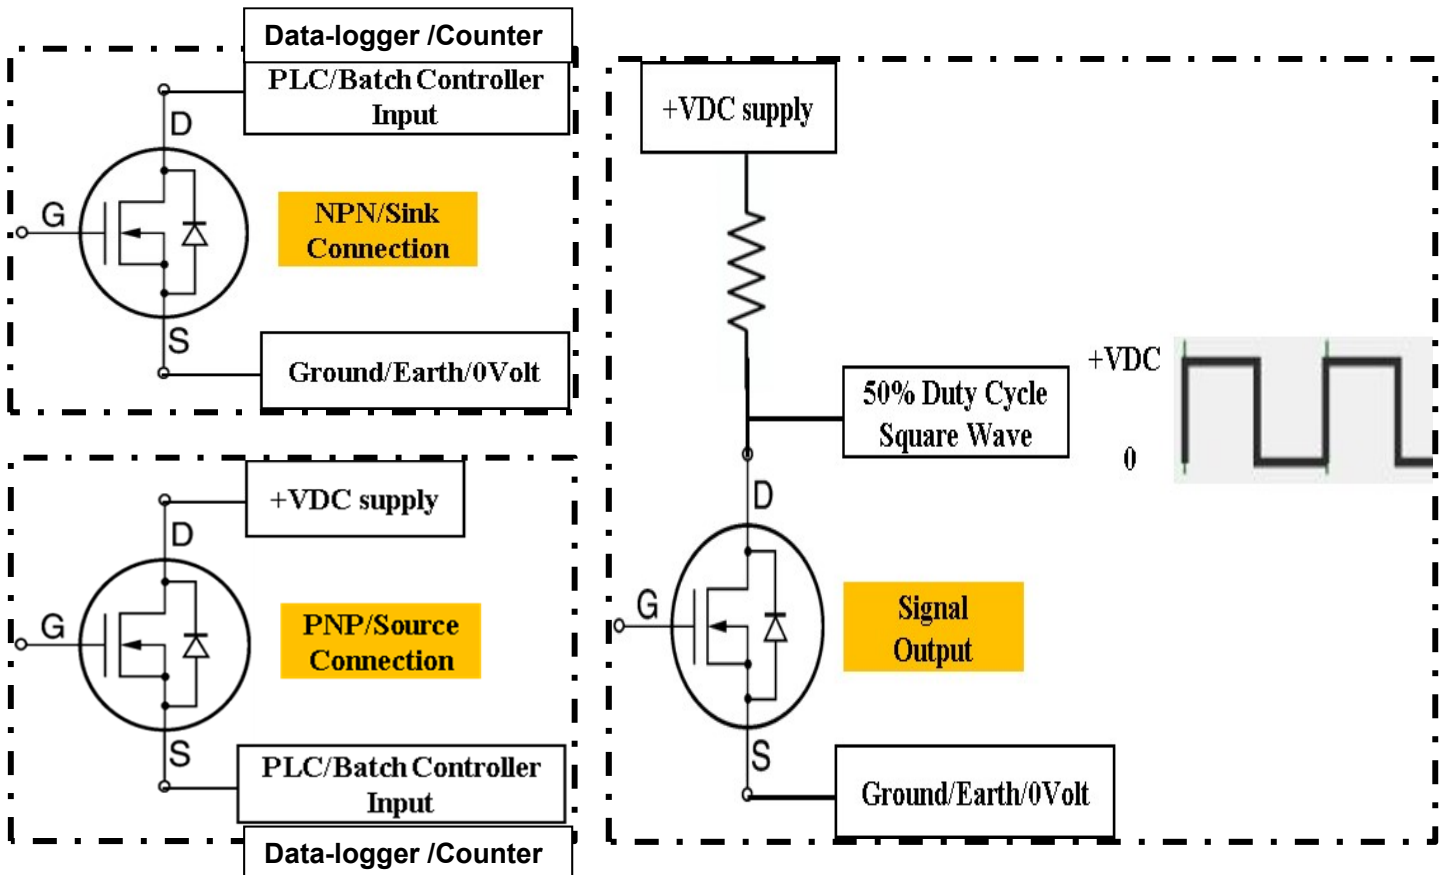 Data-logger /Counter
PLC/Batch Controller
Input
D
G
NPN/Sink
Connection
S
Ground/Earth/0Volt
+VDC supply
D
G
PNP/Source
Connection
S
PLC/Batch Controller
Input
Data-logger /Counter
+VDC supply
50% Duty Cycle
Square Wave
+VDC
0
D
G
Signal
Output
S
Ground/Earth/0Volt